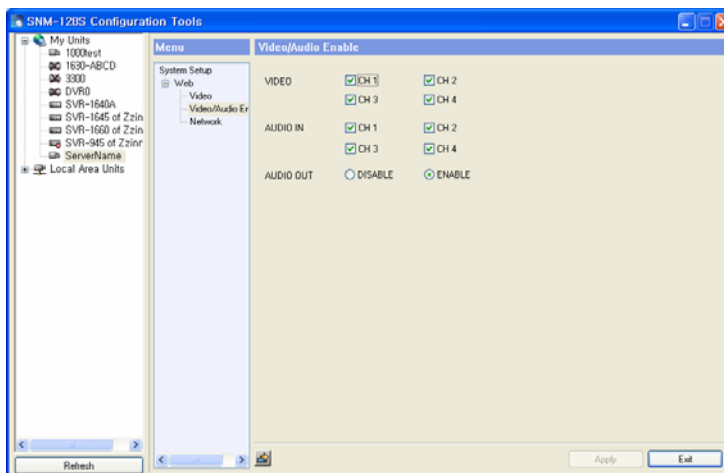 SNM-128S Configuration Tools
My Units
1000test
1630-ABCD
3300
DVR0
SVR-1640A
SVR-1645 of Zzin
SVR-1660 of Zzin
SVR-945 of Zzinr
ServerName
Local Area Units
Refresh
Menu
System Setup
Web
Video
Video/Audio Er
Network
Video/Audio Enable
VIDEO CH 1 CH 2
CH 3 CH 4
AUDIO IN CH 1 CH 2
CH 3 CH 4
AUDIO OUT DISABLE ENABLE
Apply Exit